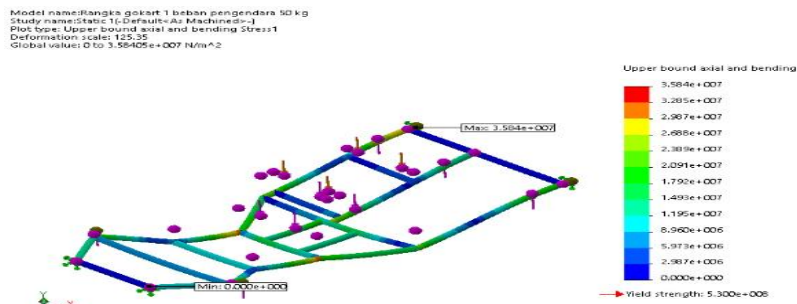 Model name:Rangka gokart 1 beban pengendara 50 kg
Study name:Static 1(-Default<As Machined>-)
Plot type: Upper bound axial and bending Stress1
Deformation scale: 125.35
Global value: 0 to 3.58405e+007 N/m^2
Upper bound axial and bending
3.584e+007
3.285e+007
2.987e+007
2.688e+007
2.389e+007
2.091e+007
1.792e+007
1.493e+007
1.195e+007
8.960e+006
5.973e+006
2.987e+006
0.000e+000
Yield strength: 5.300e+008
Max: 3.584e+007
Min: 0.000e+000
Y